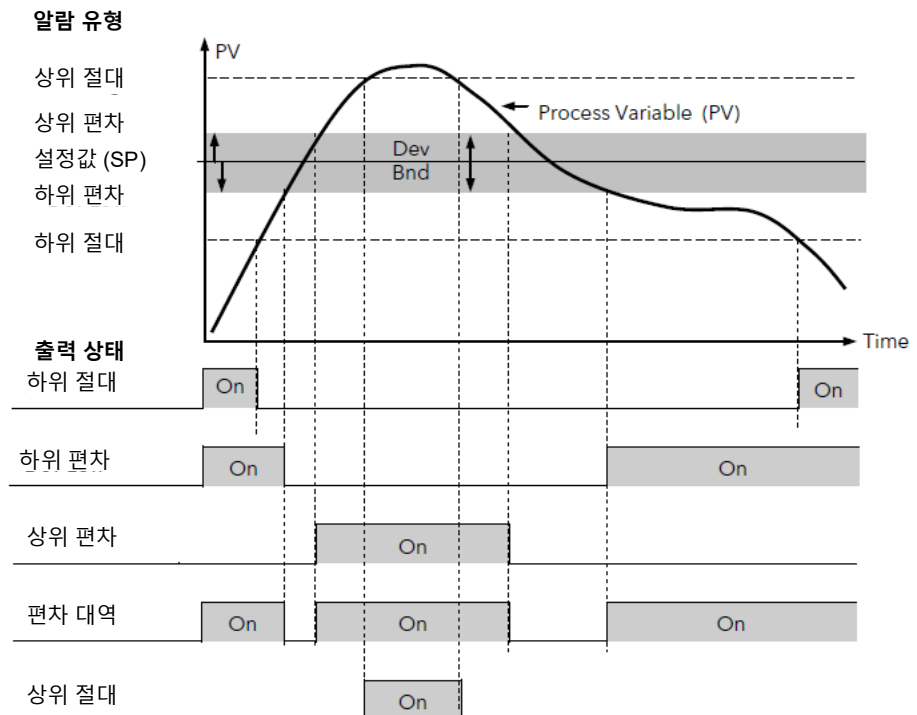 알람 유형
PV
상위 절대
상위 편차
Process Variable (PV)
설정값 (SP)
Dev
Bnd
하위 편차
하위 절대
Time
출력 상태
하위 절대
On
On
하위 편차
On
On
상위 편차
On
편차 대역
On
On
On
상위 절대
On